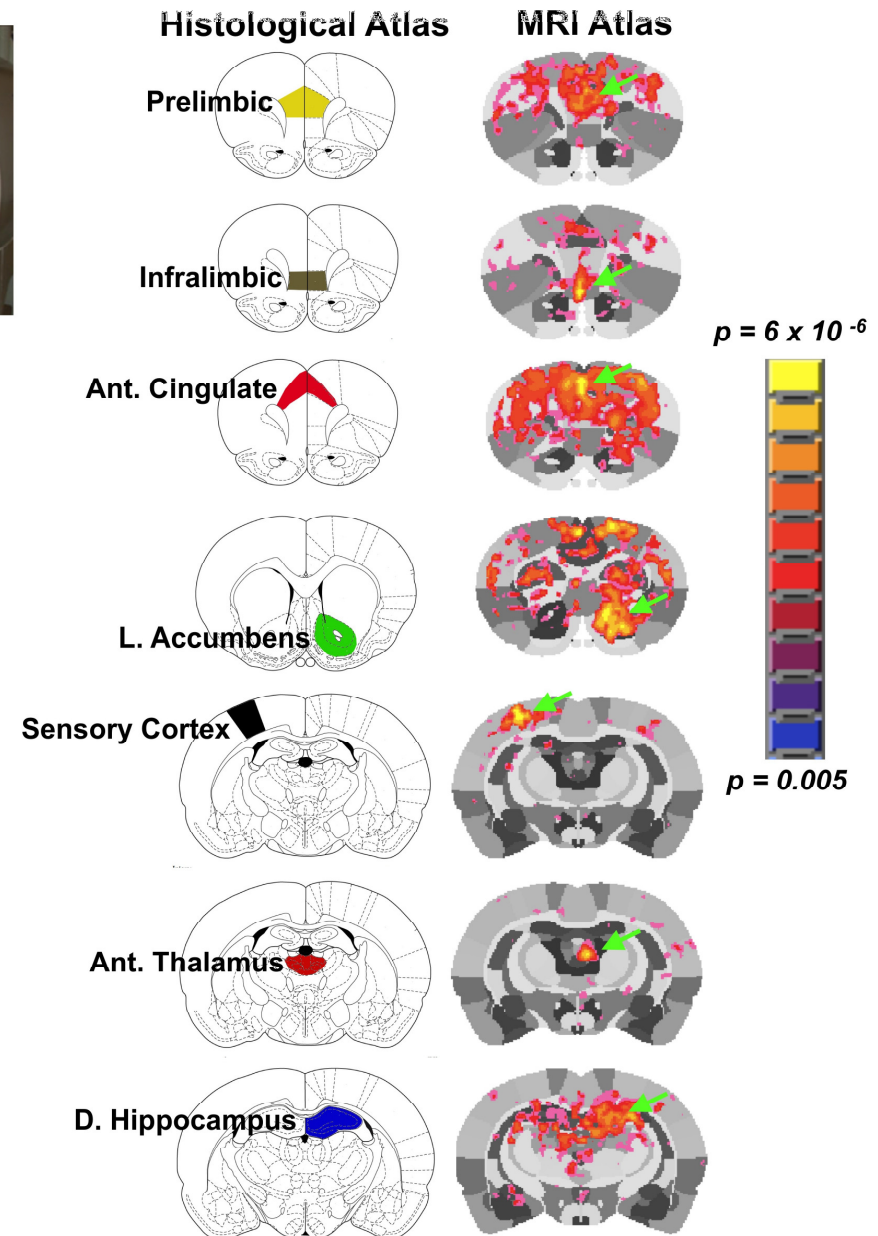 Histological Atlas
MRI Atlas
Prelimbic
Infralimbic
p = 6 x 10 -6
Ant. Cingulate
L. Accumbens
Sensory Cortex
p = 0.005
Ant. Thalamus
D. Hippocampus